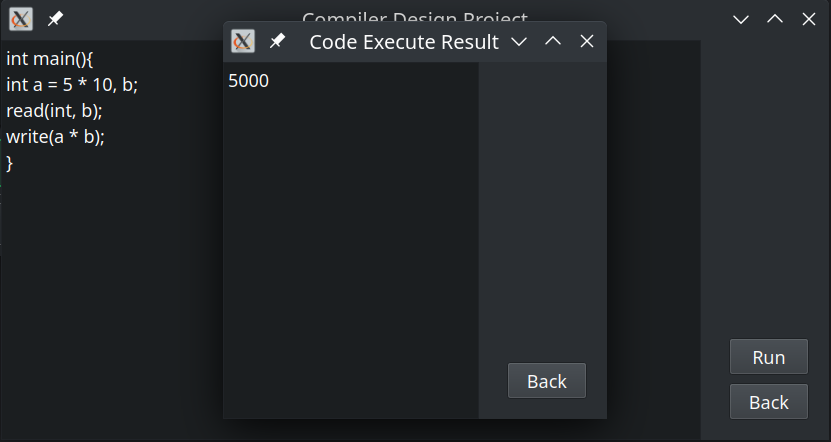 Compiler Design Project
int main(){
int a = 5 * 10, b;
read(int, b);
write(a * b);
}
Code Execute Result
5000
Back
Run
Back